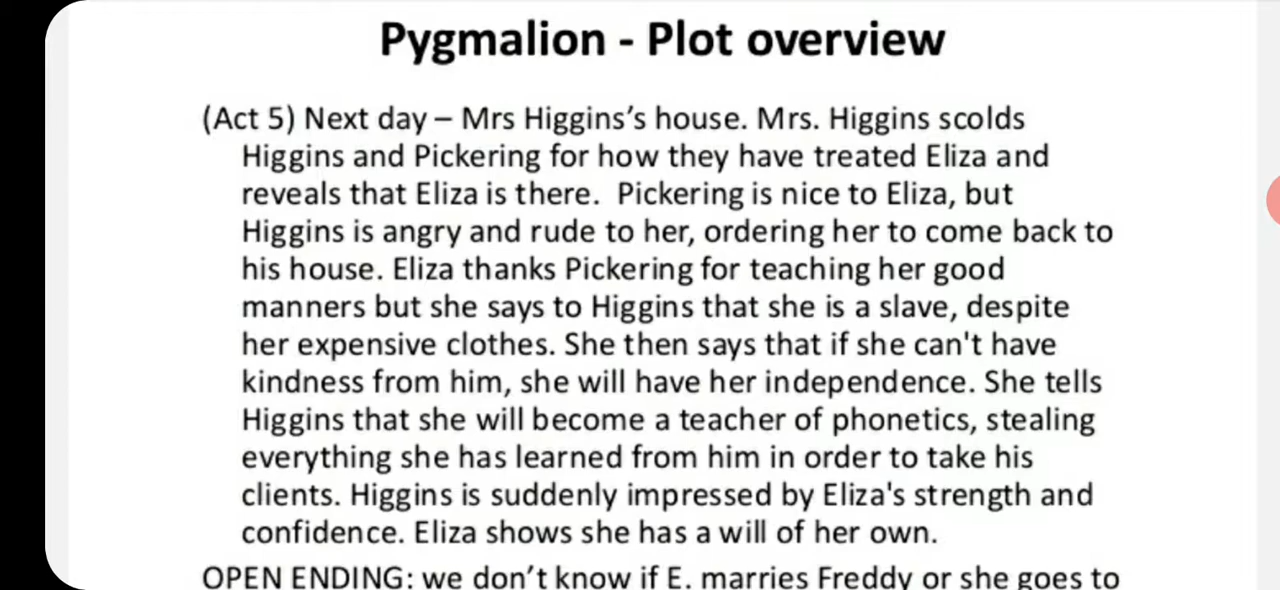 Pygmalion - Plot overview
(Act 5) Next day – Mrs Higgins’s house. Mrs. Higgins scolds
Higgins and Pickering for how they have treated Eliza and
reveals that Eliza is there.  Pickering is nice to Eliza, but
Higgins is angry and rude to her, ordering her to come back to
his house. Eliza thanks Pickering for teaching her good
manners but she says to Higgins that she is a slave, despite
her expensive clothes. She then says that if she can't have
kindness from him, she will have her independence. She tells
Higgins that she will become a teacher of phonetics, stealing
everything she has learned from him in order to take his
clients. Higgins is suddenly impressed by Eliza's strength and
confidence. Eliza shows she has a will of her own.
OPEN ENDING: we don’t know if E. marries Freddy or she goes to